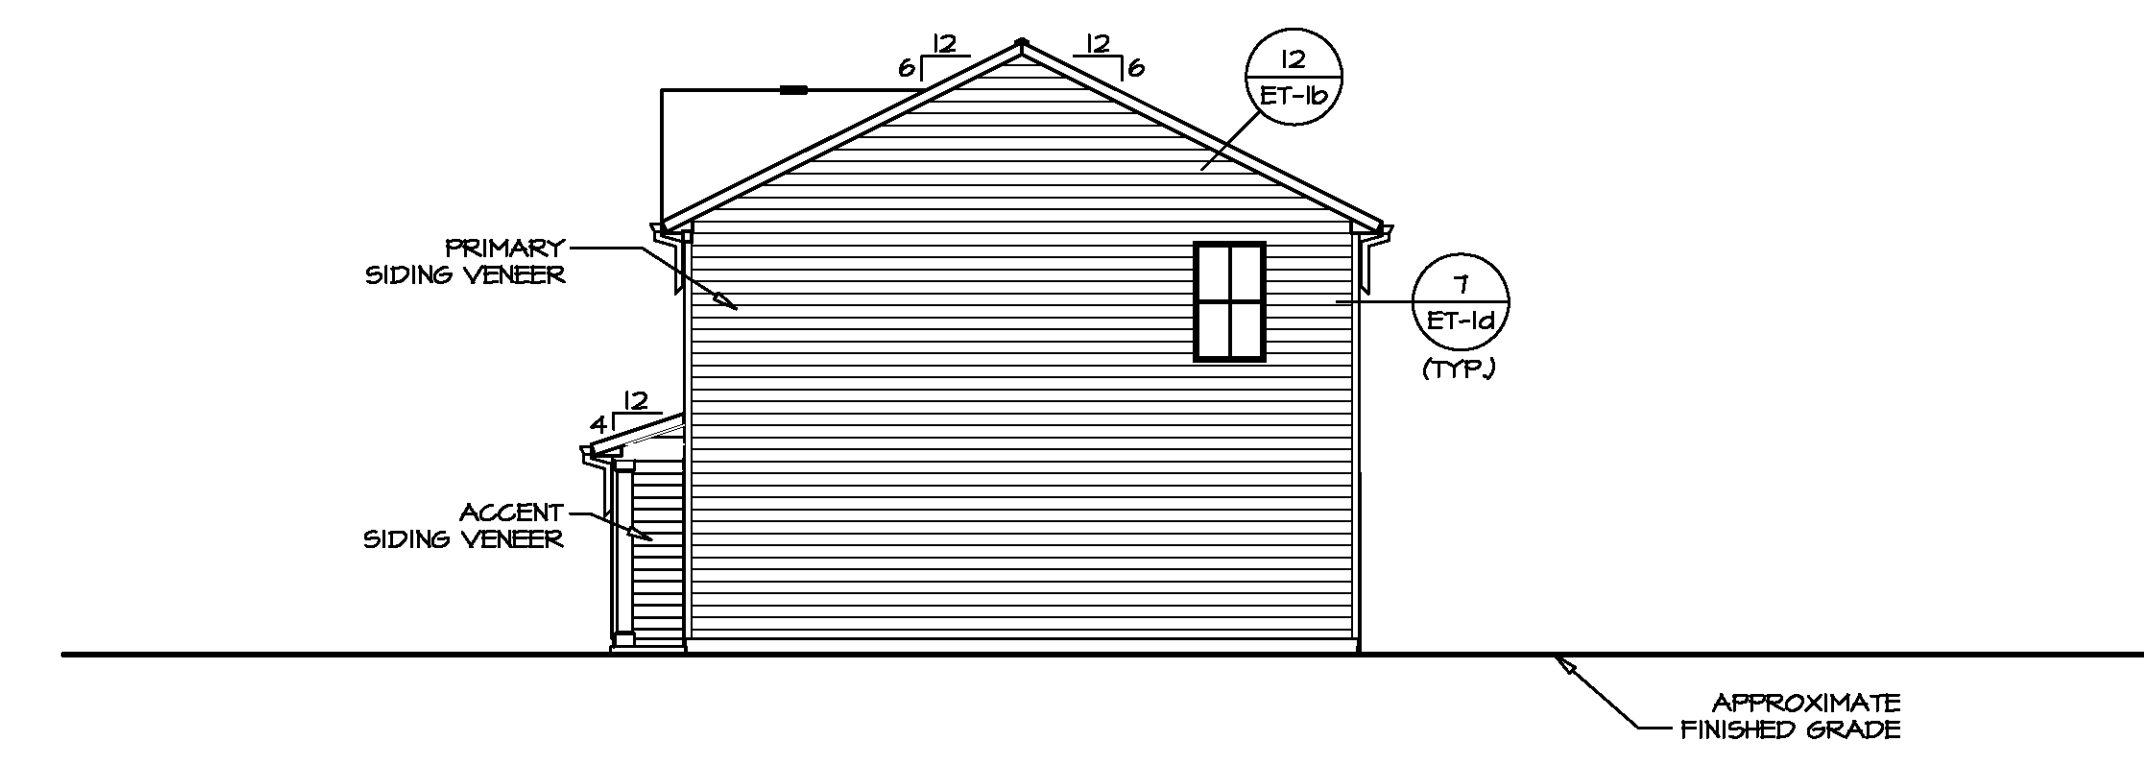 12
6
12
6
12
ET-1b
PRIMARY
SIDING VENEER
7
ET-1d
(TYP.)
12
4
ACCENT
SIDING VENEER
APPROXIMATE
FINISHED GRADE